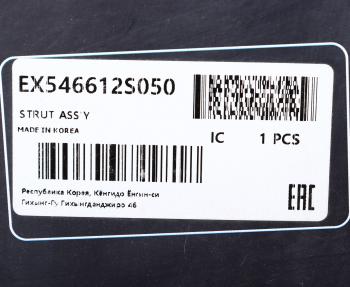 EX546612S050
STRUT ASS'Y
MADE IN KOREA
IC 1 PCS
Республика Корея, Кёнгидо Ёнгин-си
Гихынг-Гу Гихынгданджиро 46
EAC